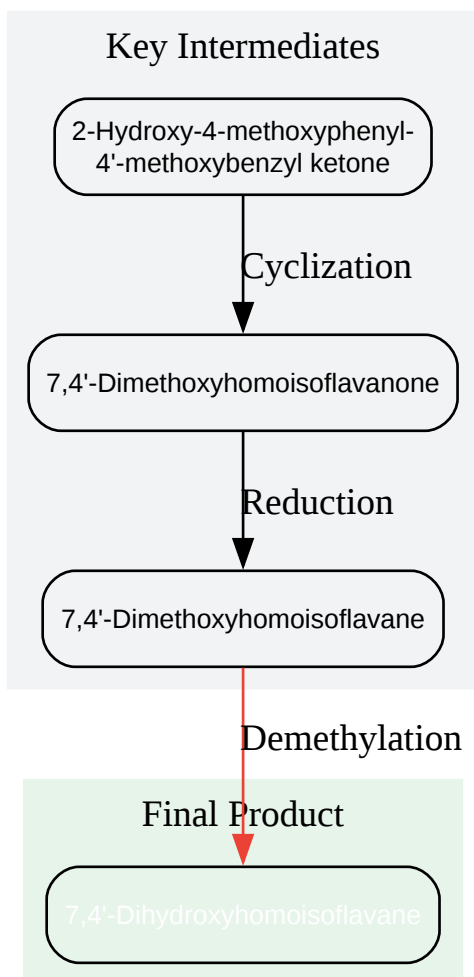 Key Intermediates
2-Hydroxy-4-methoxyphenyl-
4'-methoxybenzyl ketone
Cyclization
7,4'-Dimethoxyhomoisoflavanone
Reduction
7,4'-Dimethoxyhomoisoflavane
Demethylation
Final Product
7,4'-Dihydroxyhomoisoflavane